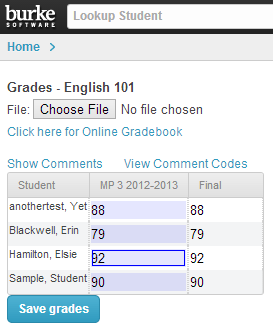 burke
SOFTWARE
Lookup Student
Home >
Grades - English 101
File: Choose File No file chosen
Click here for Online Gradebook
Show Comments View Comment Codes
Student MP 3 2012-2013 Final
anothertest, Yet 88 88
Blackwell, Erin 79 79
Hamilton, Elsie 92 92
Sample, Student 90 90
Save grades